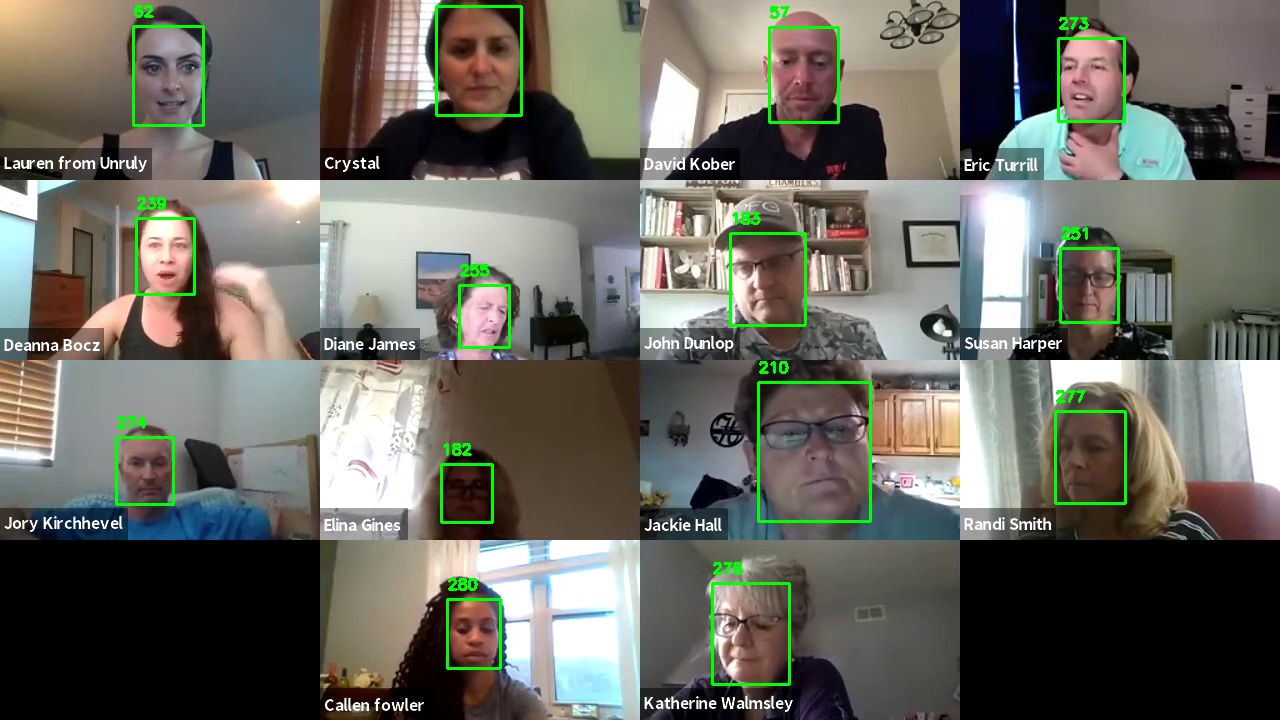 62
57
273
Lauren from Unruly
Crystal
David Kober
Eric Turrill
CHAMBERS
239
255
183
251
Deanna Bocz
Diane James
John Dunlop
Susan Harper
274
182
210
277
Jory Kirchhevel
Elina Gines
Jackie Hall
Randi Smith
280
278
Callen fowler
Katherine Walmsley